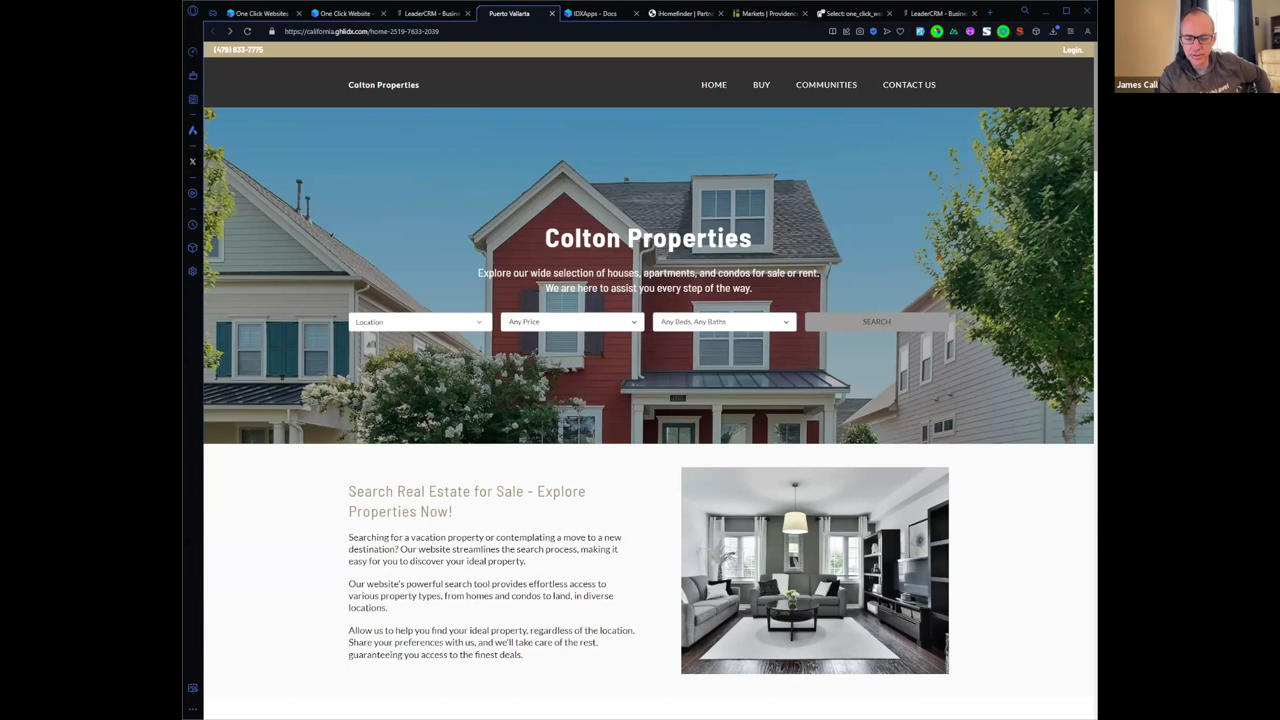 One Click Websites
One Click Website -
LeaderCRM - Busin
Puerto Vallarta
IDXApps - Docs
iHomefinder | Partn
Markets | Providenc
Select: one_click_we
LeaderCRM - Busine
https://california.ghlidx.com/home-2519-7633-2039
(479) 833-7775
Login.
James Call
Colton Properties
HOME
BUY
COMMUNITIES
CONTACT US
Colton Properties
Explore our wide selection of houses, apartments, and condos for sale or rent.
We are here to assist you every step of the way.
Location
Any Price
Any Beds, Any Baths
SEARCH
Search Real Estate for Sale - Explore
Properties Now!
Searching for a vacation property or contemplating a move to a new
destination? Our website streamlines the search process, making it
easy for you to discover your ideal property.
Our website's powerful search tool provides effortless access to
various property types, from homes and condos to land, in diverse
locations.
Allow us to help you find your ideal property, regardless of the location.
Share your preferences with us, and we'll take care of the rest,
guaranteeing you access to the finest deals.